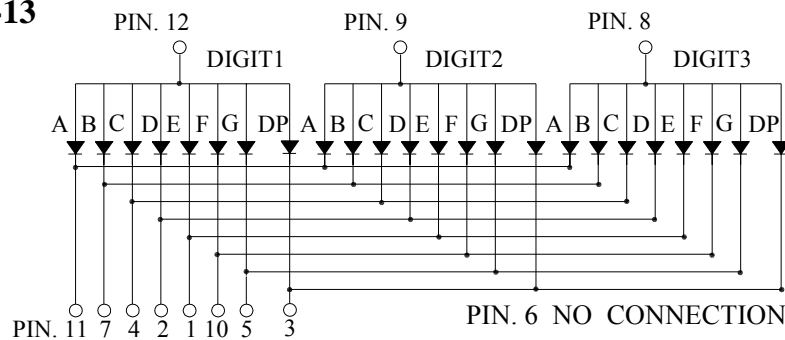 13
PIN. 12 PIN. 9 PIN. 8
DIGIT1 DIGIT2 DIGIT3
A B C D E F G DP A B C D E F G DP A B C D E F G DP
PIN. 11 7 4 2 1 10 5 3 PIN. 6 NO CONNECTION